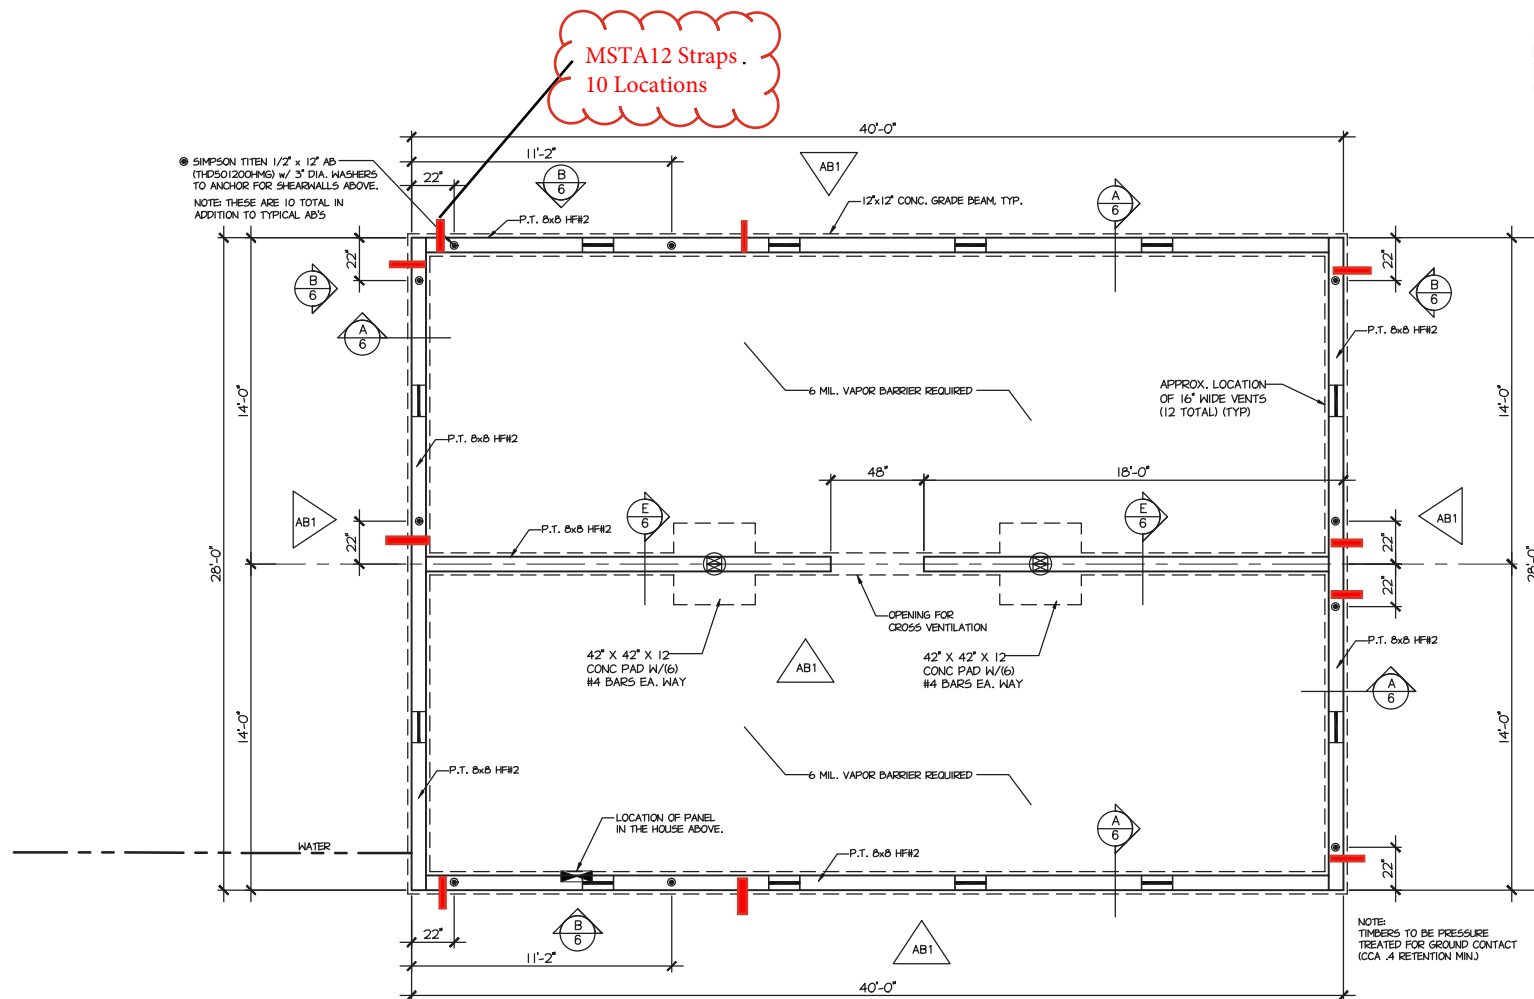 MSTA12 Straps .
10 Locations
40'-0"
11'-2"
22"
SIMPSON TITEN 1/2" x 12" AB
(THD501200HMG) w/ 3" DIA. WASHERS
TO ANCHOR FOR SHEARWALLS ABOVE.
NOTE: THESE ARE 10 TOTAL IN
ADDITION TO TYPICAL AB'S
B
6
AB1
A
6
12"x12" CONC. GRADE BEAM, TYP.
P.T. 8x8 HF#2
22"
22"
B
6
B
6
A
6
P.T. 8x8 HF#2
6 MIL. VAPOR BARRIER REQUIRED
APPROX. LOCATION
OF 16" WIDE VENTS
(12 TOTAL) (TYP)
14'-0"
14'-0"
P.T. 8x8 HF#2
48"
18'-0"
AB1
E
6
E
6
AB1
P.T. 8x8 HF#2
22"
22"
28'-0"
28'-0"
22"
OPENING FOR
CROSS VENTILATION
42" X 42" X 12
CONC PAD W/(6)
#4 BARS EA. WAY
AB1
42" X 42" X 12
CONC PAD W/(6)
#4 BARS EA. WAY
P.T. 8x8 HF#2
A
6
14'-0"
14'-0"
P.T. 8x8 HF#2
6 MIL. VAPOR BARRIER REQUIRED
LOCATION OF PANEL
IN THE HOUSE ABOVE.
A
6
WATER
P.T. 8x8 HF#2
22"
22"
B
6
AB1
11'-2"
NOTE:
TIMBERS TO BE PRESSURE
TREATED FOR GROUND CONTACT
(CCA .4 RETENTION MIN.)
40'-0"